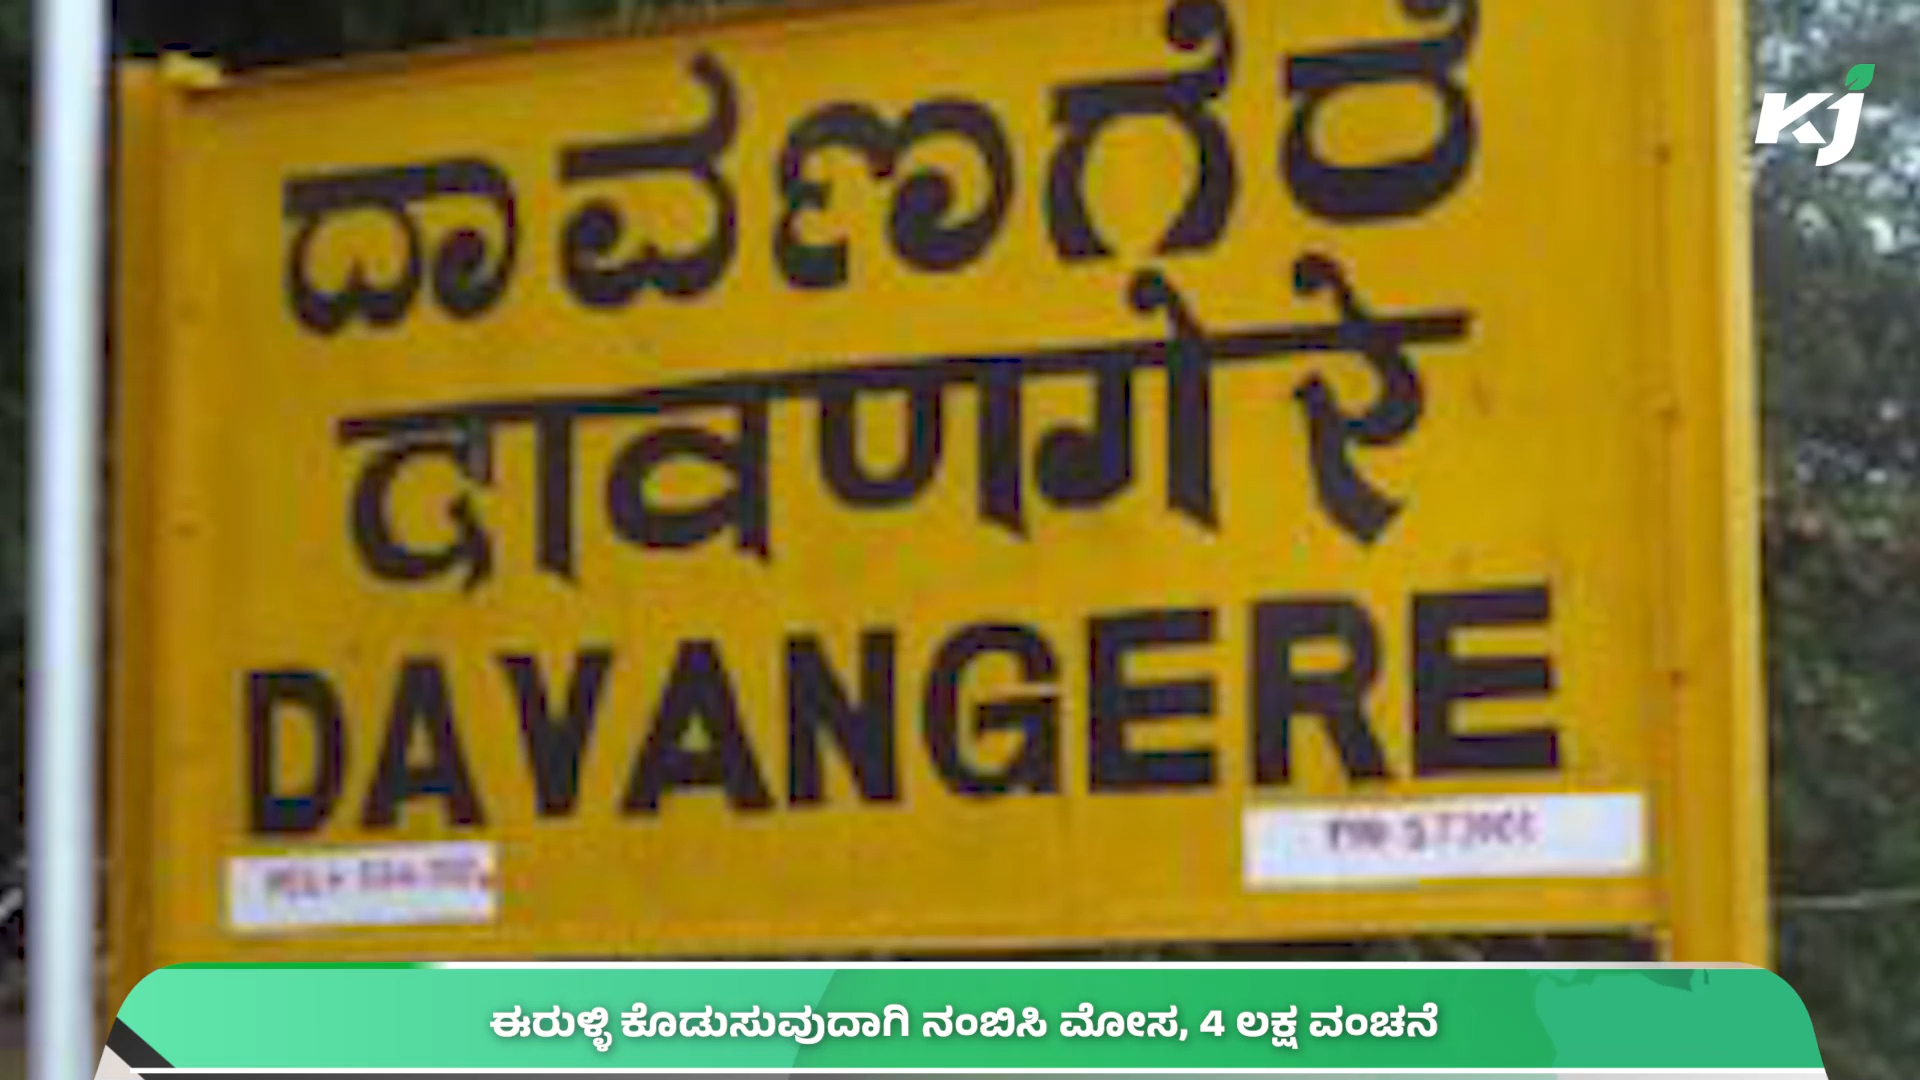 KJ
ದಾವಣಗೆರೆ
दावणगेरे
DAVANGERE
ಈರುಳ್ಳಿ ಕೊಡುಸುವುದಾಗಿ ನಂಬಿಸಿ ಮೋಸ, 4 ಲಕ್ಷ ವಂಚನೆ